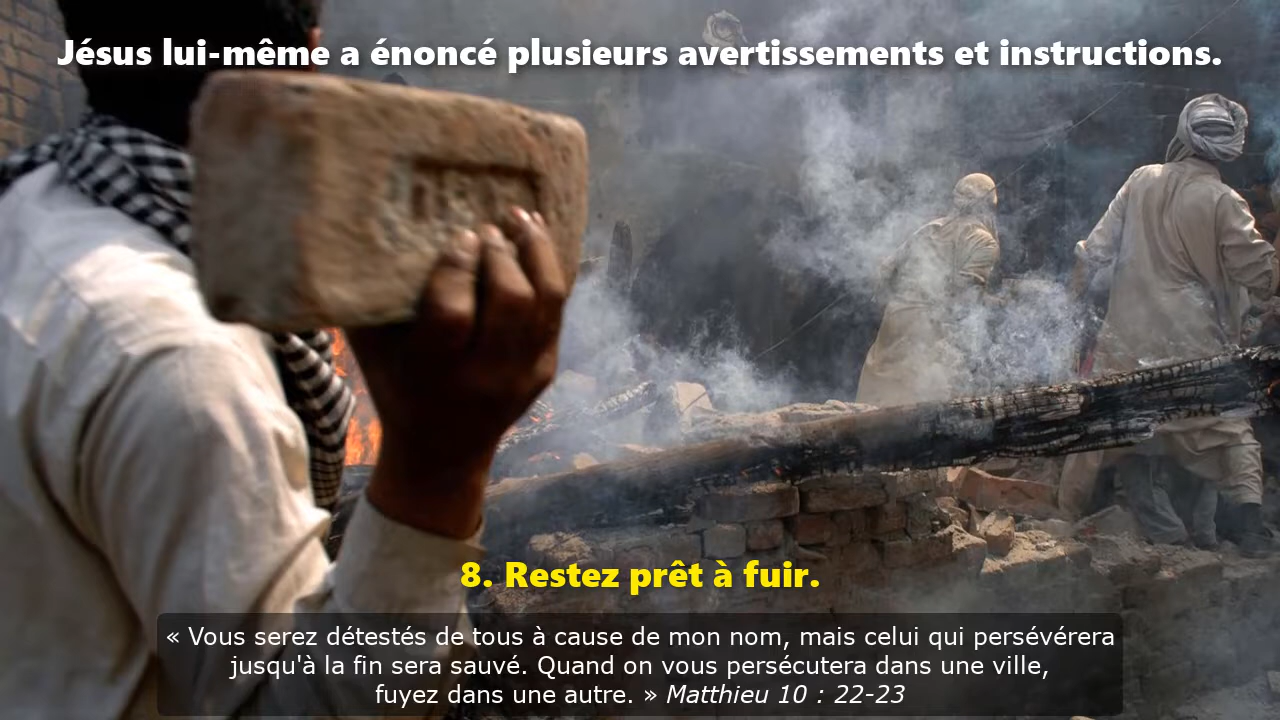 Jésus lui-même a énoncé plusieurs avertissements et instructions.
8. Restez prêt à fuir.
« Vous serez détestés de tous à cause de mon nom, mais celui qui persévérera
jusqu'à la fin sera sauvé. Quand on vous persécutera dans une ville,
fuyez dans une autre. » Matthieu 10 : 22-23